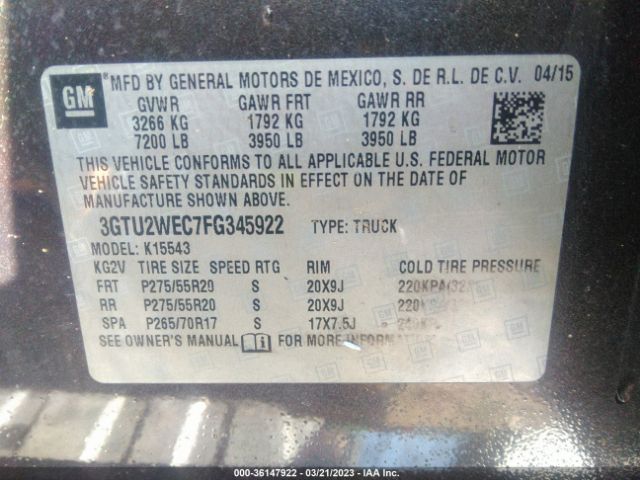 GM
® MFD BY GENERAL MOTORS DE MEXICO, S. DE R.L. DE C.V. 04/15
GVWR GAWR FRT GAWR RR
3266 KG 1792 KG 1792 KG
7200 LB 3950 LB 3950 LB
THIS VEHICLE CONFORMS TO ALL APPLICABLE U.S. FEDERAL MOTOR
VEHICLE SAFETY STANDARDS IN EFFECT ON THE DATE OF
MANUFACTURE SHOWN ABOVE.
3GTU2WEC7FG345922 TYPE: TRUCK
MODEL: K15543
KG2V TIRE SIZE SPEED RTG RIM COLD TIRE PRESSURE
FRT P275/55R20 S 20X9J 220KPA(32
RR P275/55R20 S 20X9J
SPA P265/70R17 S 17X7.5J
SEE OWNER'S MANUAL FOR MORE INFORMATION
000-36147922 — 03/21/2023 — IAA Inc.